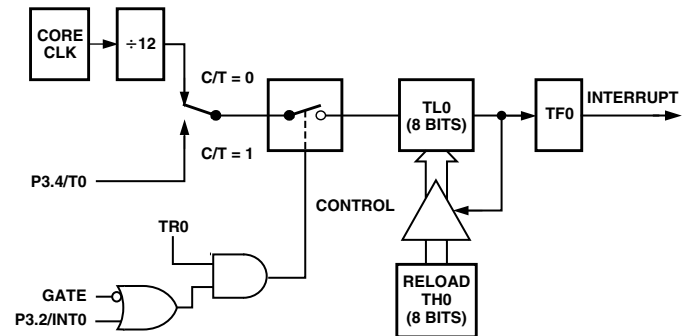 CORE
CLK
÷12
C/T = 0
C/T = 1
P3.4/T0
TL0
(8 BITS)
TF0
INTERRUPT
CONTROL
TR0
GATE
P3.2/INT0
RELOAD
TH0
(8 BITS)